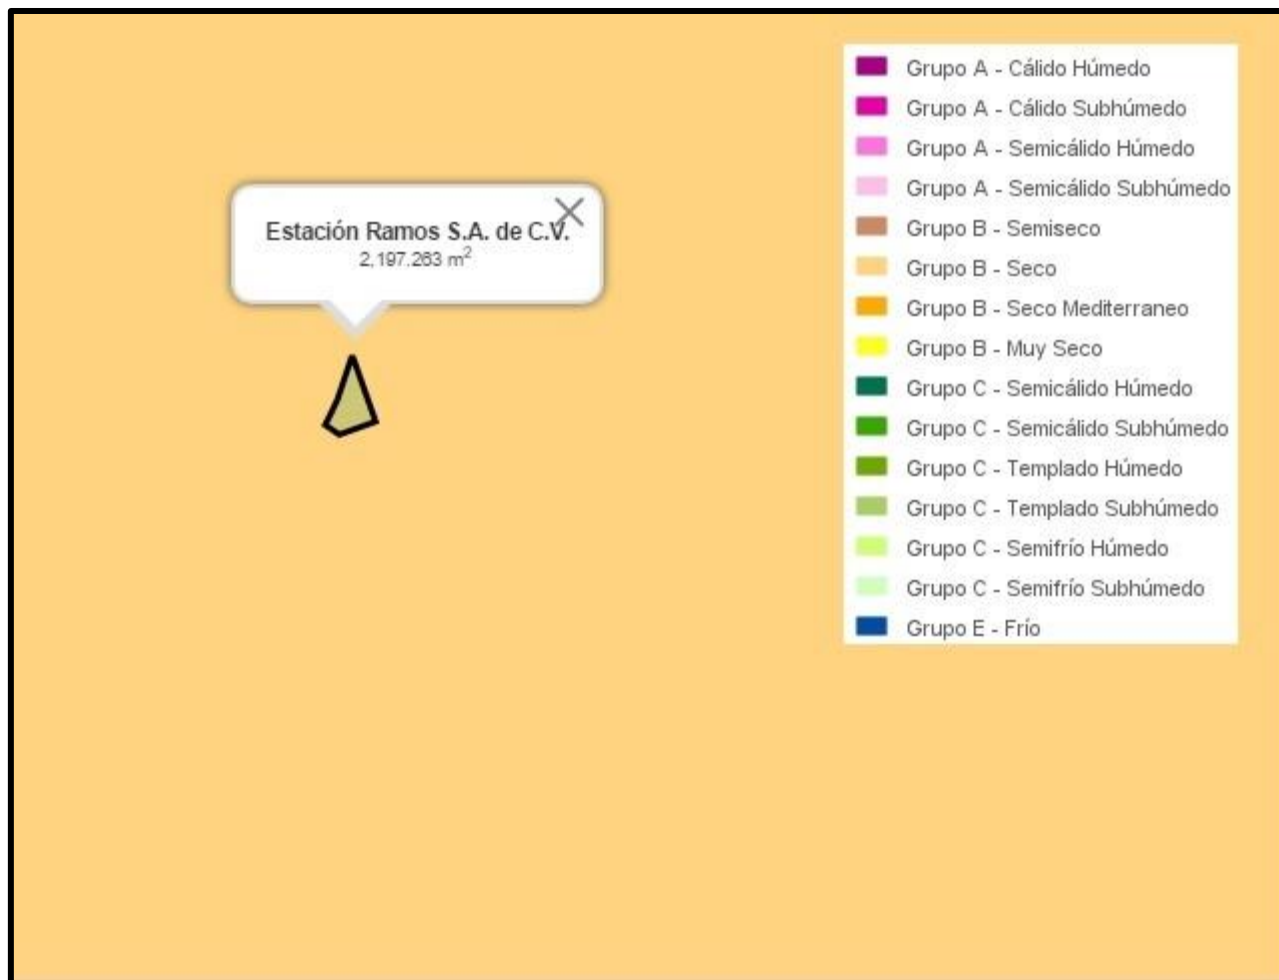 Estación Ramos S.A. de C.V.
2,197.263 m²
Grupo A - Cálido Húmedo
Grupo A - Cálido Subhúmedo
Grupo A - Semicálido Húmedo
Grupo A - Semicálido Subhúmedo
Grupo B - Semiseco
Grupo B - Seco
Grupo B - Seco Mediterraneo
Grupo B - Muy Seco
Grupo C - Semicálido Húmedo
Grupo C - Semicálido Subhúmedo
Grupo C - Templado Húmedo
Grupo C - Templado Subhúmedo
Grupo C - Semifrío Húmedo
Grupo C - Semifrío Subhúmedo
Grupo E - Frío